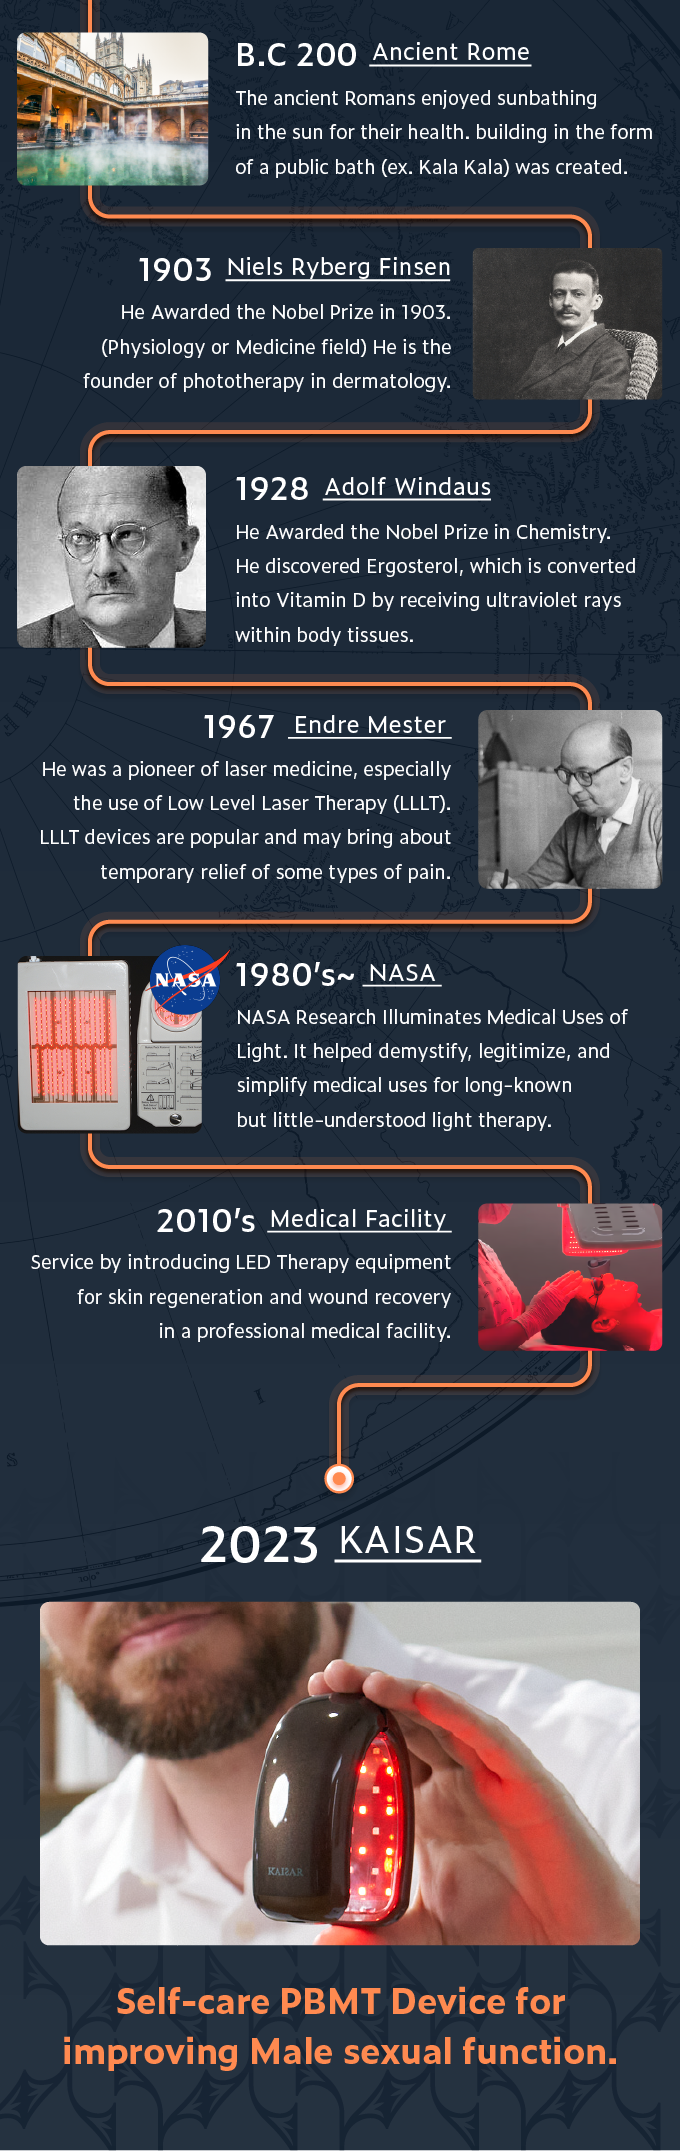 B.C 200 Ancient Rome
The ancient Romans enjoyed sunbathing
in the sun for their health. building in the form
of a public bath (ex. Kala Kala) was created.
1903 Niels Ryberg Finsen
He Awarded the Nobel Prize in 1903.
(Physiology or Medicine field) He is the
founder of phototherapy in dermatology.
1928 Adolf Windaus
He Awarded the Nobel Prize in Chemistry.
He discovered Ergosterol, which is converted
into Vitamin D by receiving ultraviolet rays
within body tissues.
1967 Endre Mester
He was a pioneer of laser medicine, especially
the use of Low Level Laser Therapy (LLLT).
LLLT devices are popular and may bring about
temporary relief of some types of pain.
NASA
1980's~ NASA
NASA Research Illuminates Medical Uses of
Light. It helped demystify, legitimize, and
simplify medical uses for long-known
but little-understood light therapy.
2010's Medical Facility
Service by introducing LED Therapy equipment
for skin regeneration and wound recovery
in a professional medical facility.
2023 KAISAR
KAISAR
Self-care PBMT Device for
improving Male sexual function.